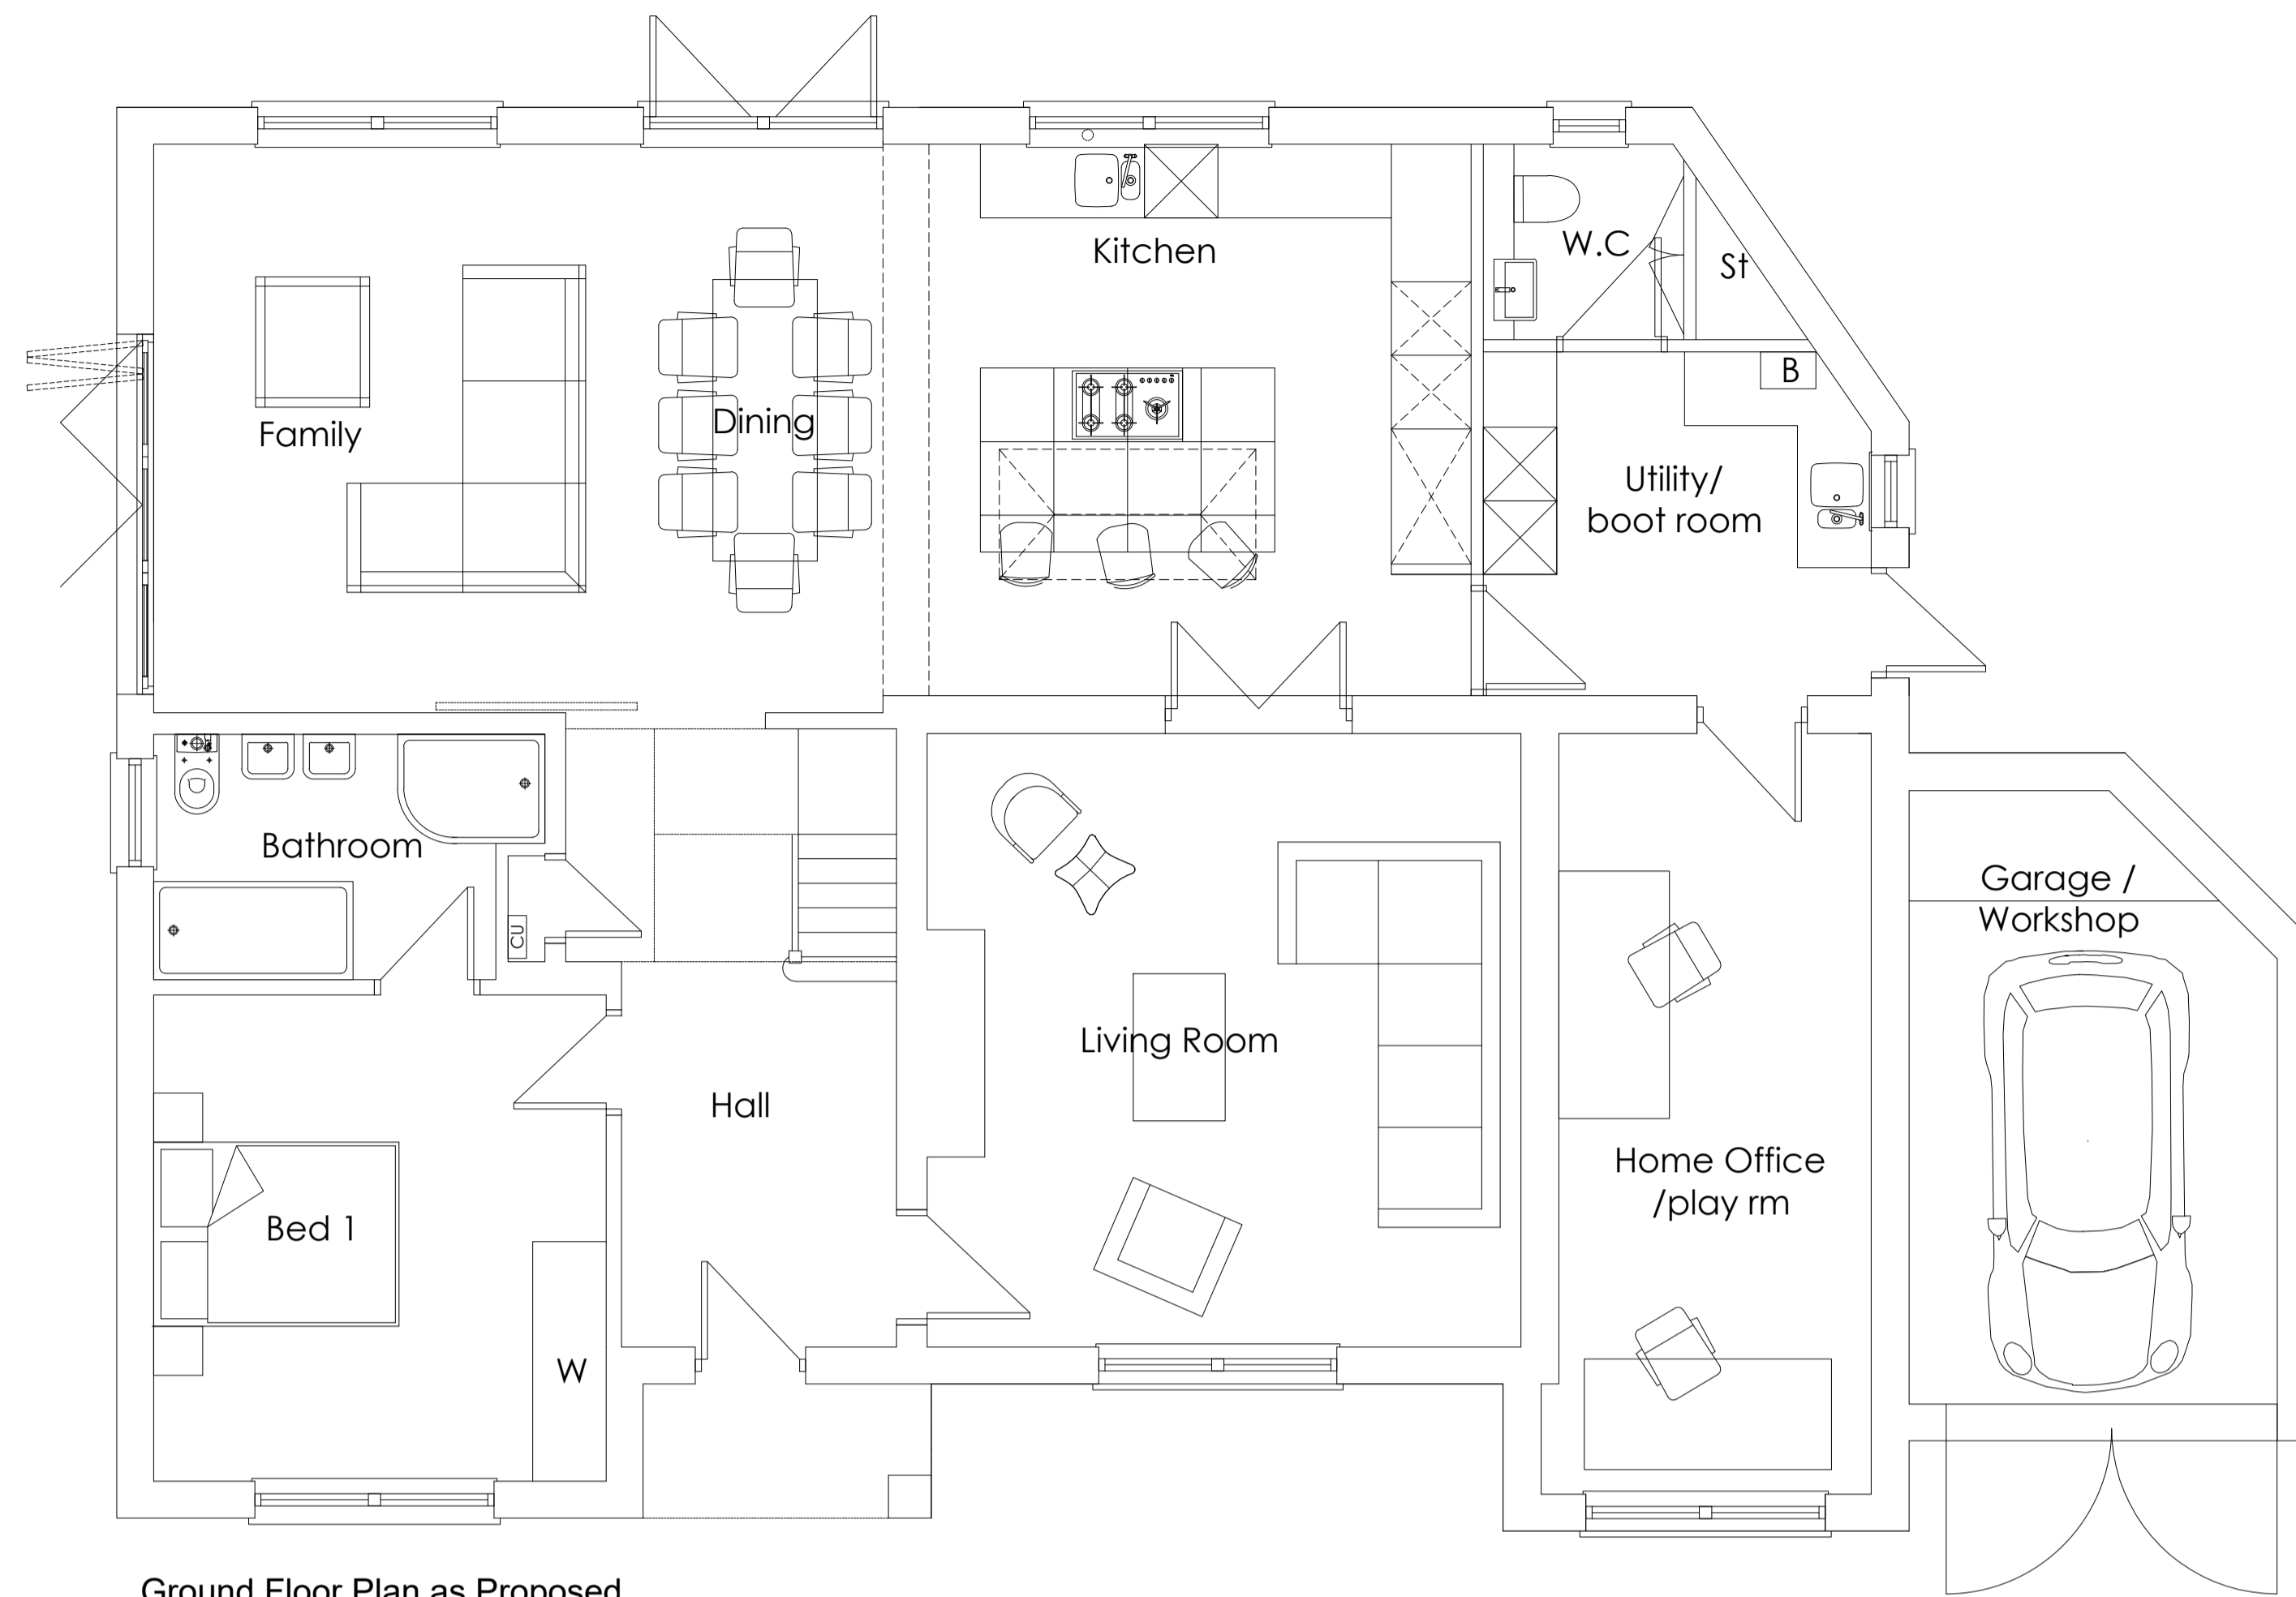 Kitchen
W.C
St
B
Family
Dining
Utility/
boot room
Bathroom
CU
Garage /
Workshop
Living Room
Hall
Home Office
/play rm
Bed 1
W
Ground Floor Plan as Proposed